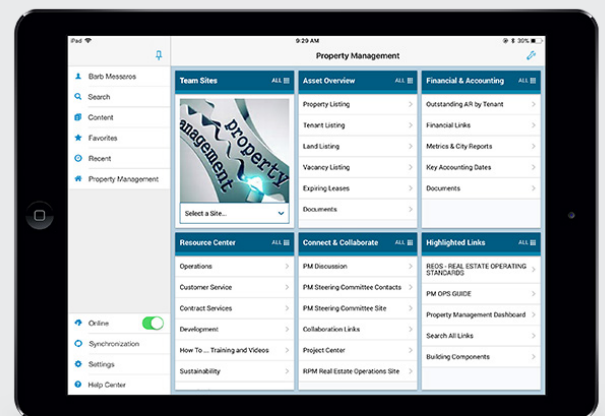 iPad
9:29 AM
30%
Property Management
Barb Messaros
Search
Content
Favorites
Recent
Property Management
Online
Synchronization
Settings
Help Center
Team Sites ALL
property
management
Select a Site...
Asset Overview ALL
Property Listing
Tenant Listing
Land Listing
Vacancy Listing
Expiring Leases
Documents
Financial & Accounting ALL
Outstanding AR by Tenant
Financial Links
Metrics & City Reports
Key Accounting Dates
Documents
Resource Center ALL
Operations
Customer Service
Contract Services
Development
How To ... Training and Videos
Sustainability
Connect & Collaborate ALL
PM Discussion
PM Steering Committee Contacts
PM Steering Committee Site
Collaboration Links
Project Center
RPM Real Estate Operations Site
Highlighted Links ALL
REOS - REAL ESTATE OPERATING
STANDARDS
PM OPS GUIDE
Property Management Dashboard
Search All Links
Building Components